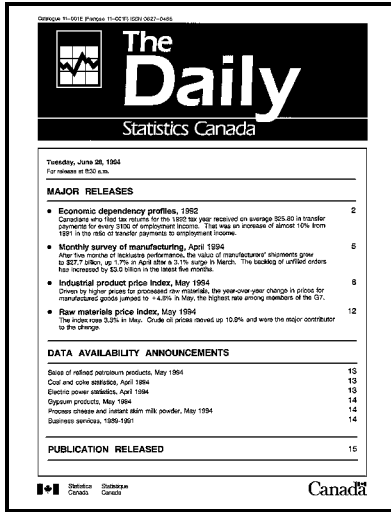 Catalogue 11-001E (Française 11-001F) ISSN 0827-0465
The
Daily
Statistics Canada
Tuesday, June 28, 1994
For release at 8:30 a.m.
MAJOR RELEASES
• Economic dependency profiles, 1992 2
Canadians who filed tax returns for the 1992 tax year received on average $25.80 in transfer
payments for every $100 of employment income. That was an increase of almost 10% from
1991 in the ratio of transfer payments to employment income.
• Monthly survey of manufacturing, April 1994 5
After five months of lacklustre performance, the value of manufacturers' shipments grew
to $27.7 billion, up 1.7% in April after a 3.1% surge in March. The backlog of unfilled orders
has increased by $3.0 billion in the latest five months.
• Industrial product price index, May 1994 8
Driven by higher prices for processed raw materials, the year-over-year change in prices for
manufactured goods jumped to +4.8% in May, the highest rate among members of the G7.
• Raw materials price index, May 1994 12
The index rose 3.3% in May. Crude oil prices moved up 10.8% and were the major contributor
to the change.
DATA AVAILABILITY ANNOUNCEMENTS
Sales of refined petroleum products, May 1994 13
Coal and coke statistics, April 1994 13
Electric power statistics, April 1994 13
Gypsum products, May 1994 14
Process cheese and instant skim milk powder, May 1994 14
Business services, 1989-1991 14
PUBLICATION RELEASED 15
Statistics Statistique
Canada Canada
Canada